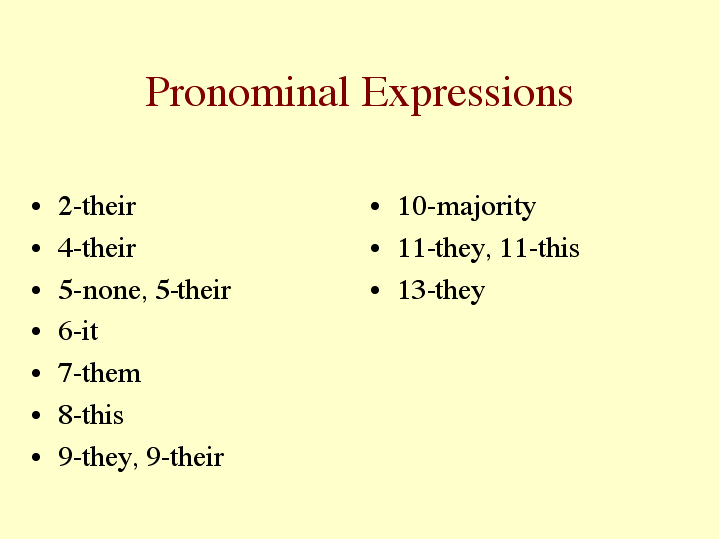 Pronominal Expressions
• 2-their
• 4-their
• 5-none, 5-their
• 6-it
• 7-them
• 8-this
• 9-they, 9-their
• 10-majority
• 11-they, 11-this
• 13-they